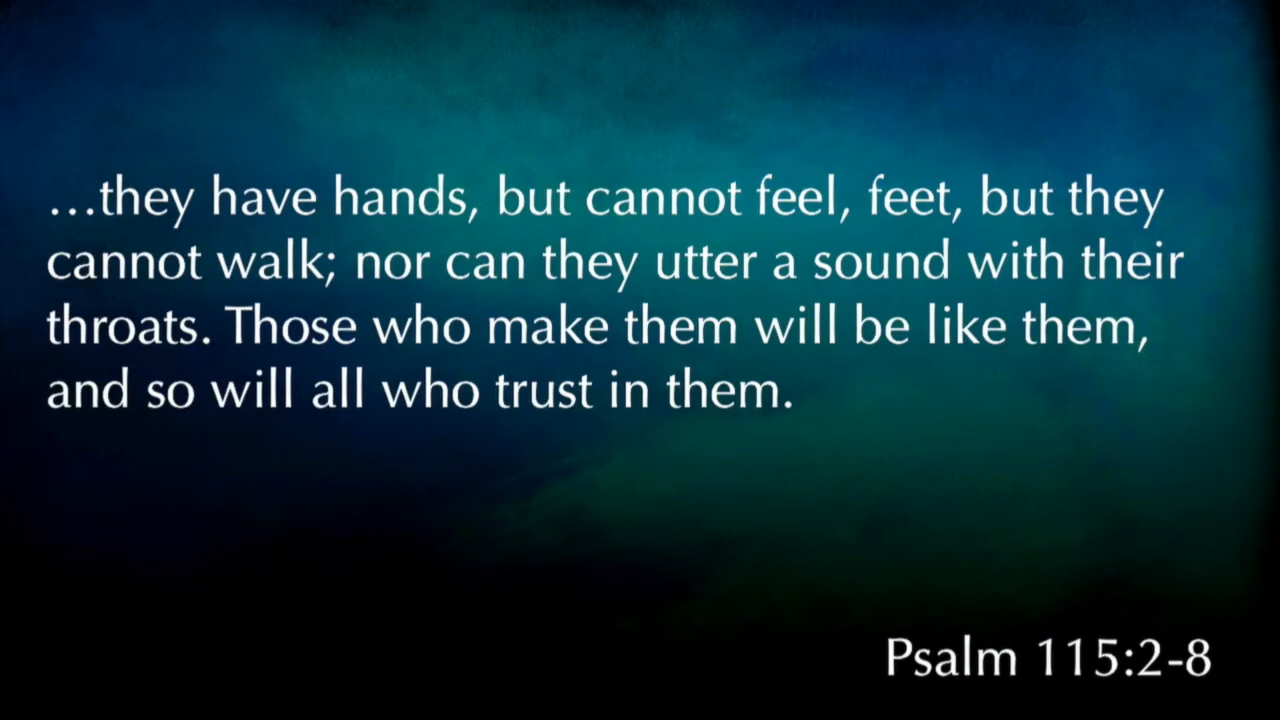 …they have hands, but cannot feel, feet, but they
cannot walk; nor can they utter a sound with their
throats. Those who make them will be like them,
and so will all who trust in them.
Psalm 115:2-8